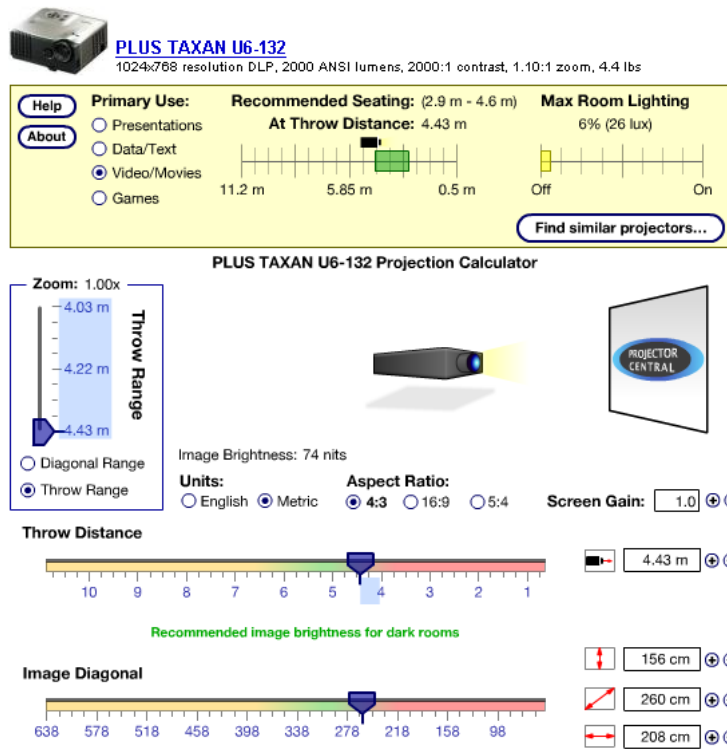 PLUS TAXAN U6-132
1024x768 resolution DLP, 2000 ANSI lumens, 2000:1 contrast, 1.10:1 zoom, 4.4 lbs
Help
About
Primary Use:
Presentations
Data/Text
Video/Movies
Games
Recommended Seating: (2.9 m - 4.6 m)
At Throw Distance: 4.43 m
11.2 m 5.85 m 0.5 m
Max Room Lighting
6% (26 lux)
Off On
Find similar projectors...
PLUS TAXAN U6-132 Projection Calculator
Zoom: 1.00x
4.03 m
4.22 m
4.43 m
Throw Range
Diagonal Range
Throw Range
PROJECTOR
CENTRAL
Image Brightness: 74 nits
Units:
English Metric
Aspect Ratio:
4:3 16:9 5:4
Screen Gain: 1.0
Throw Distance
10 9 8 7 6 5 4 3 2 1
4.43 m
Recommended image brightness for dark rooms
Image Diagonal
638 578 518 458 398 338 278 218 158 98
156 cm
260 cm
208 cm